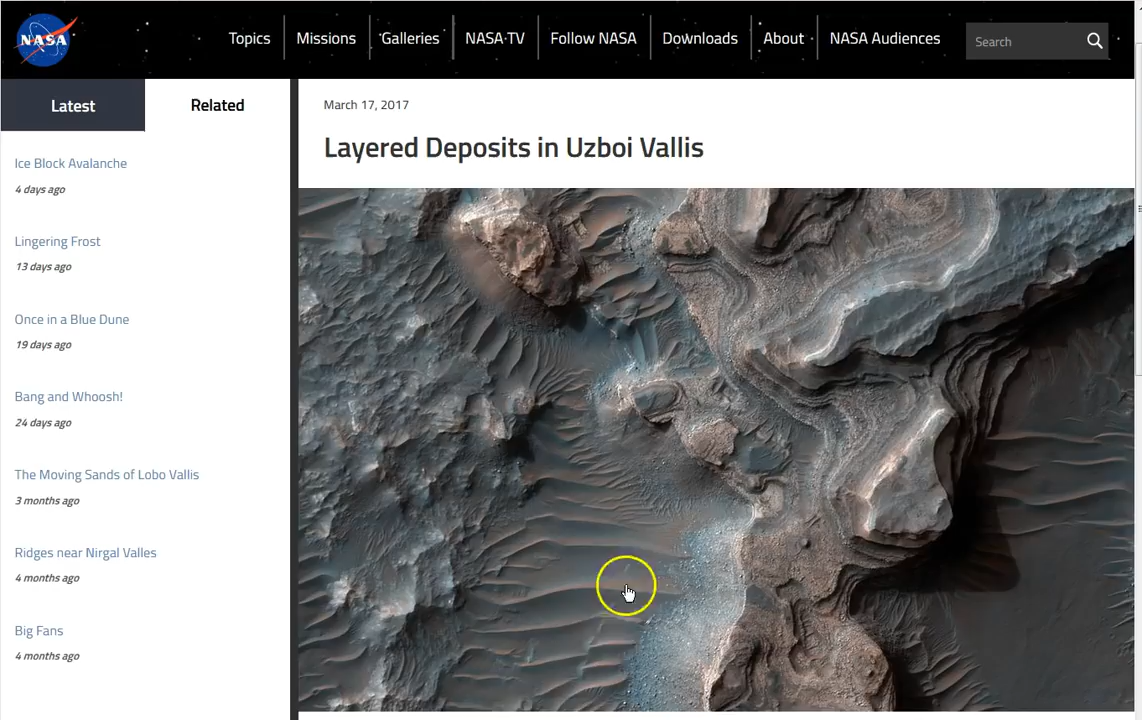 NASA
Topics
Missions
Galleries
NASA TV
Follow NASA
Downloads
About
NASA Audiences
Search
Latest
Related
Ice Block Avalanche
4 days ago
Lingering Frost
13 days ago
Once in a Blue Dune
19 days ago
Bang and Whoosh!
24 days ago
The Moving Sands of Lobo Vallis
3 months ago
Ridges near Nirgal Valles
4 months ago
Big Fans
4 months ago
March 17, 2017
Layered Deposits in Uzboi Vallis